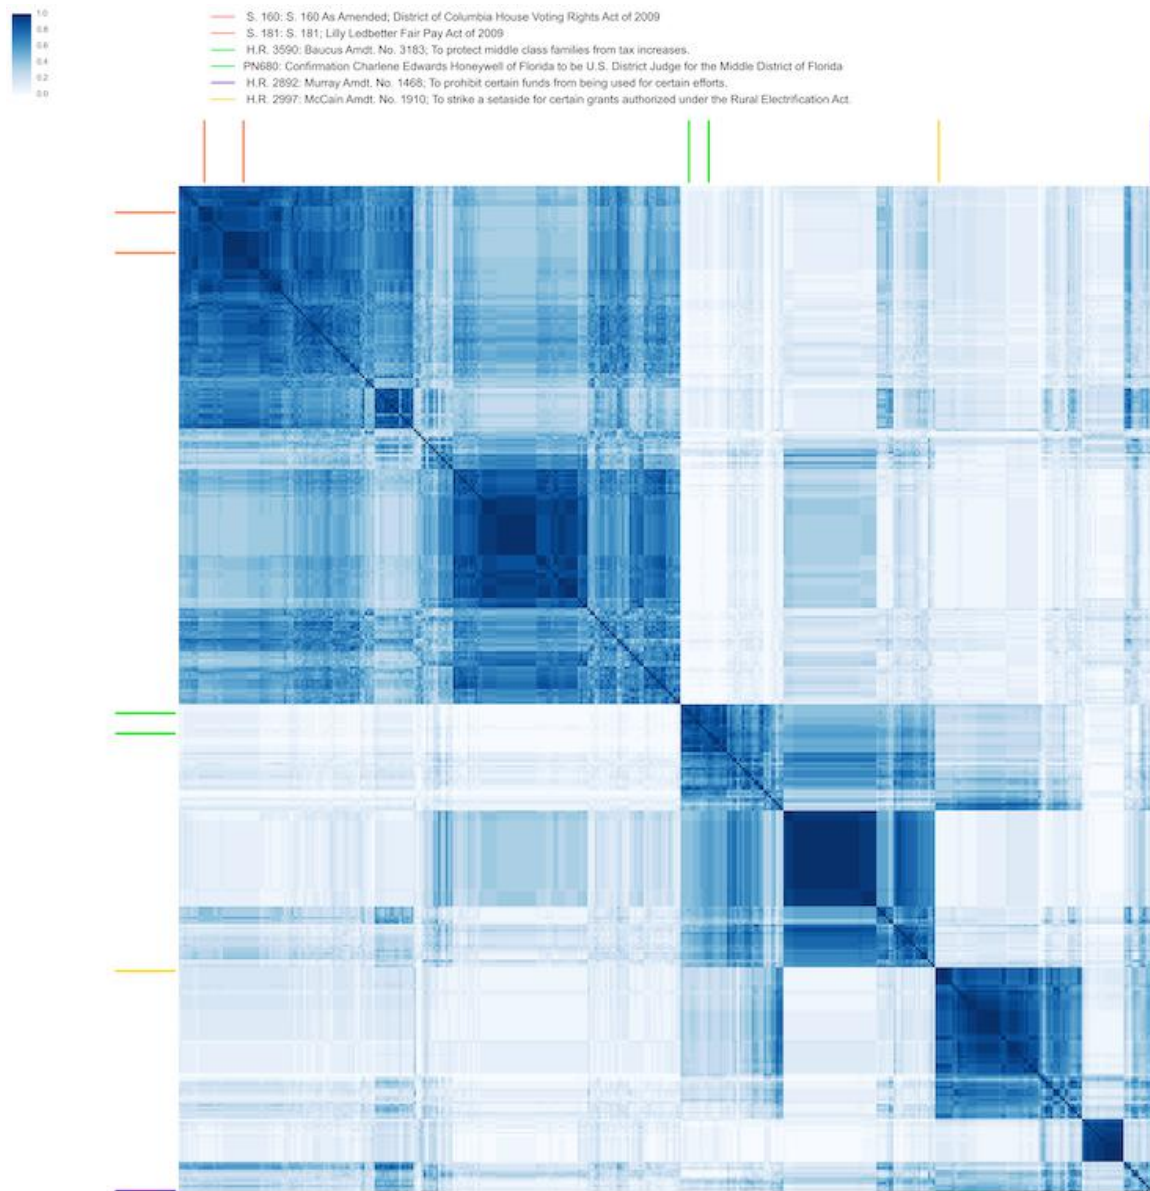 1.0
0.8
0.6
0.4
0.2
0.0
S. 160: S. 160 As Amended; District of Columbia House Voting Rights Act of 2009
S. 181: S. 181; Lilly Ledbetter Fair Pay Act of 2009
H.R. 3590: Baucus Amdt. No. 3183; To protect middle class families from tax increases.
PN680: Confirmation Charlene Edwards Honeywell of Florida to be U.S. District Judge for the Middle District of Florida
H.R. 2892: Murray Amdt. No. 1468; To prohibit certain funds from being used for certain efforts.
H.R. 2997: McCain Amdt. No. 1910; To strike a setaside for certain grants authorized under the Rural Electrification Act.